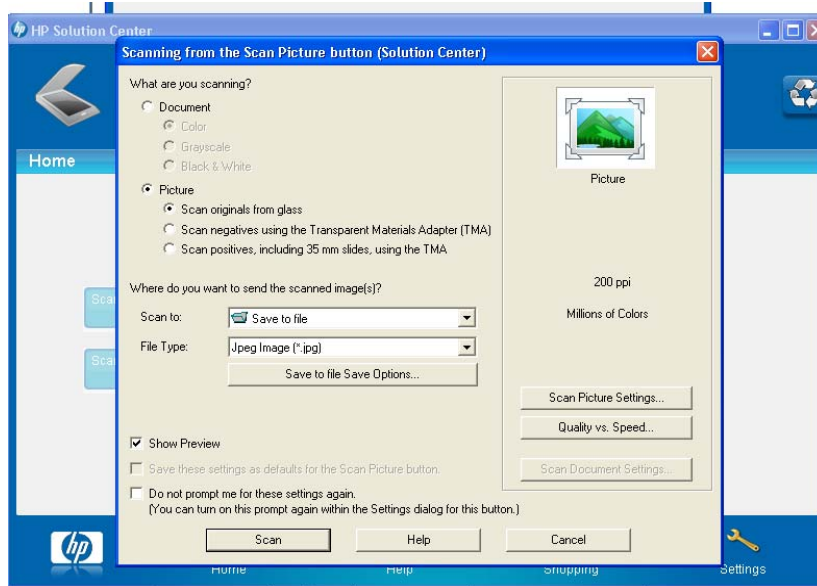 HP Solution Center
Scanning from the Scan Picture button (Solution Center)
Home
What are you scanning?
Document
Color
Grayscale
Black & White
Picture
Scan originals from glass
Scan negatives using the Transparent Materials Adapter (TMA)
Scan positives, including 35 mm slides, using the TMA
Picture
200 ppi
Millions of Colors
Where do you want to send the scanned image(s)?
Scan to:
Save to file
File Type:
Jpeg Image (*.jpg)
Save to file Save Options...
Scan Picture Settings...
Quality vs. Speed...
Scan Document Settings...
Show Preview
Save these settings as defaults for the Scan Picture button.
Do not prompt me for these settings again.
(You can turn on this prompt again within the Settings dialog for this button.)
Scan
Help
Cancel
hp
Home
Help
Shopping
Settings